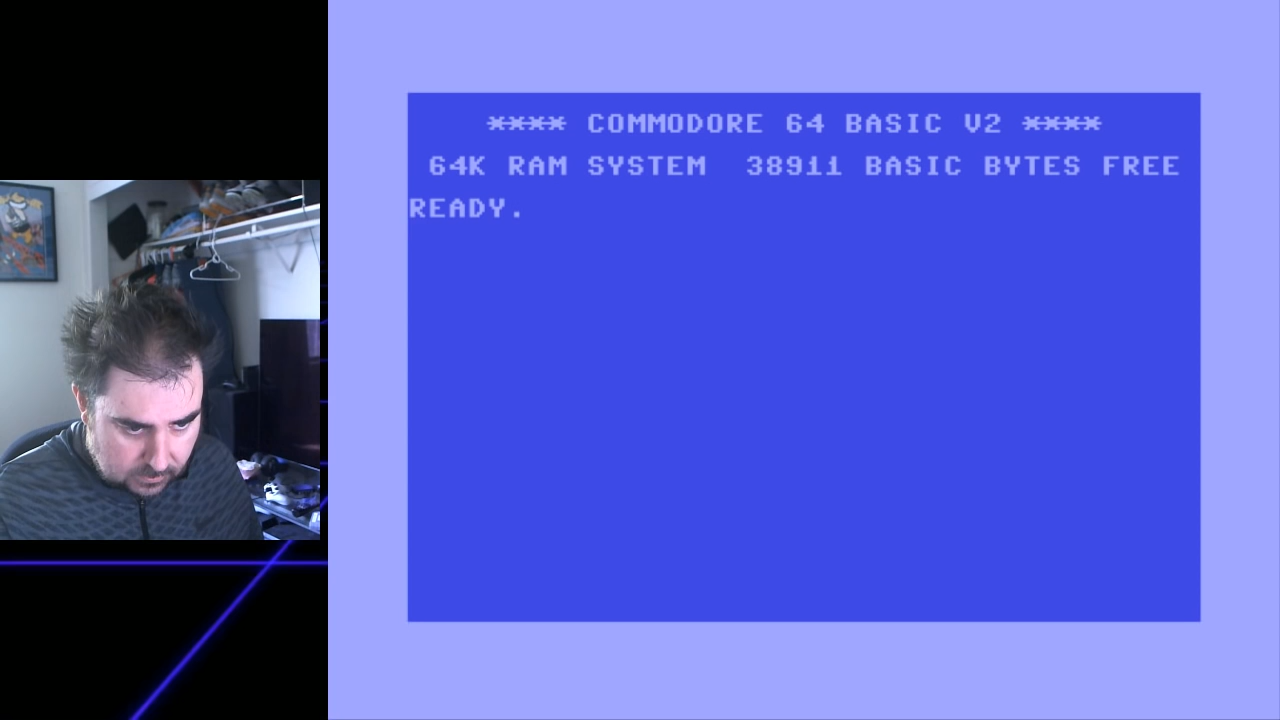 **** COMMODORE 64 BASIC V2 ****
64K RAM SYSTEM  38911 BASIC BYTES FREE
READY.